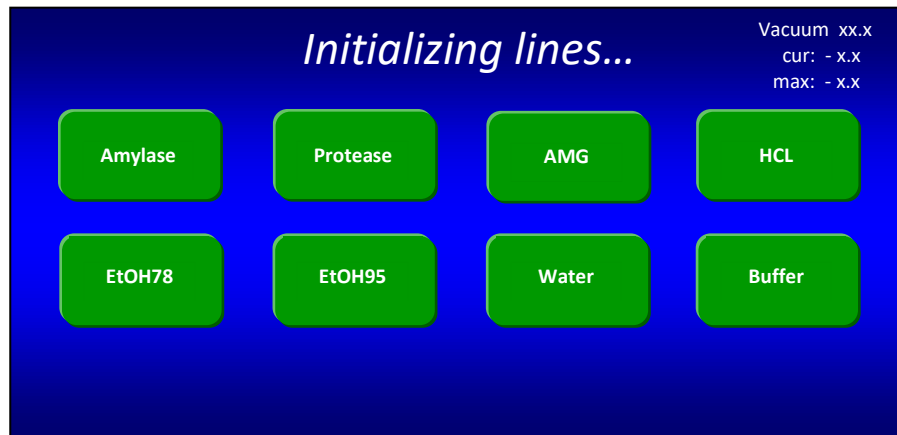 Initializing lines...
Vacuum xx.x
cur: - x.x
max: - x.x
Amylase
Protease
AMG
HCL
EtOH78
EtOH95
Water
Buffer